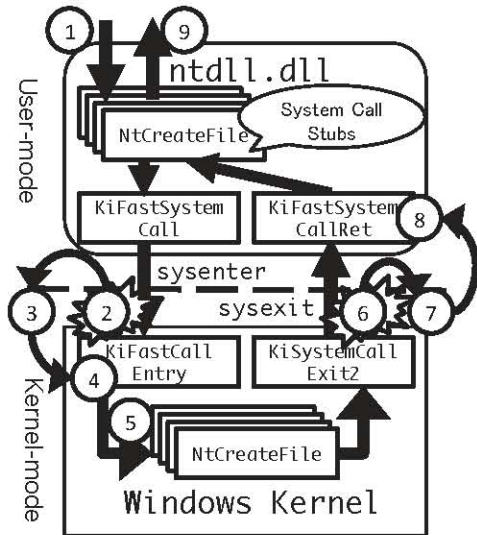 1
9
ntdll.dll
User-mode
NtCreateFile
System Call
Stubs
KiFastSystem
Call
KiFastSystem
CallRet
8
sysenter
sysexit
3
2
6
7
KiFastCall
Entry
KiSystemCall
Exit2
4
5
Kernel-mode
NtCreateFile
Windows Kernel